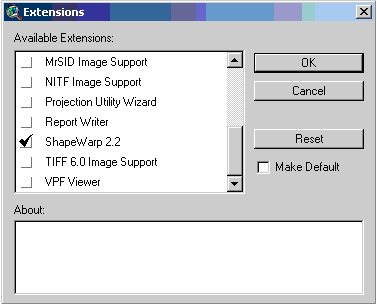 Extensions
Available Extensions:
MrSID Image Support
NITF Image Support
Projection Utility Wizard
Report Writer
ShapeWarp 2.2
TIFF 6.0 Image Support
VPF Viewer
OK
Cancel
Reset
Make Default
About: